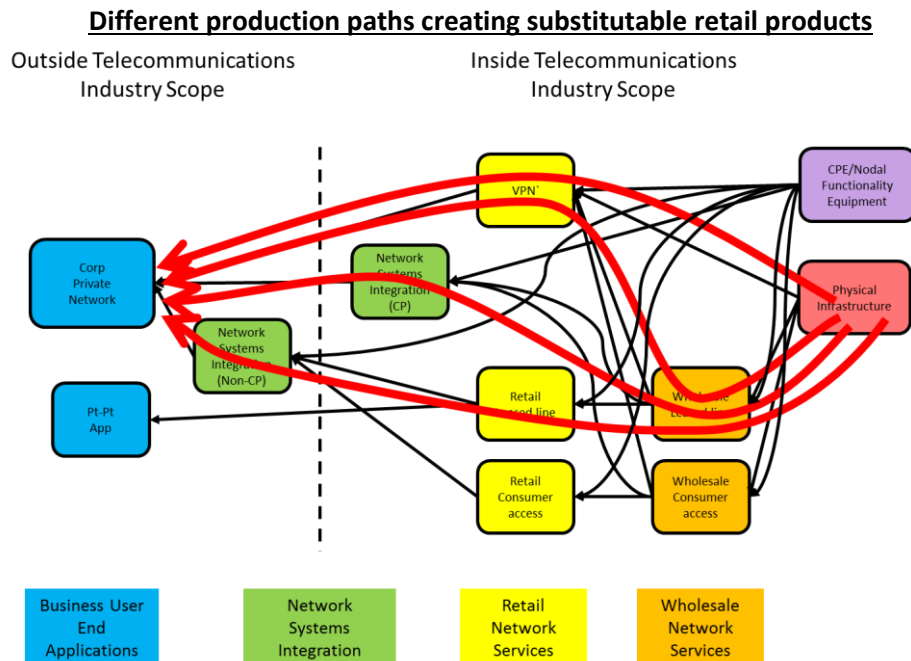 Different production paths creating substitutable retail products
Outside Telecommunications
Industry Scope
Inside Telecommunications
Industry Scope
VPN`
CPE/Nodal
Functionality
Equipment
Corp
Private
Network
Network
Systems
Integration
(CP)
Physical
Infrastructure
Network
Systems
Integration
(Non-CP)
Pt-Pt
App
Retail
line
Wholesale
Retail
Consumer
access
Wholesale
Consumer
access
Business User
End
Applications
Network
Systems
Integration
Retail
Network
Services
Wholesale
Network
Services